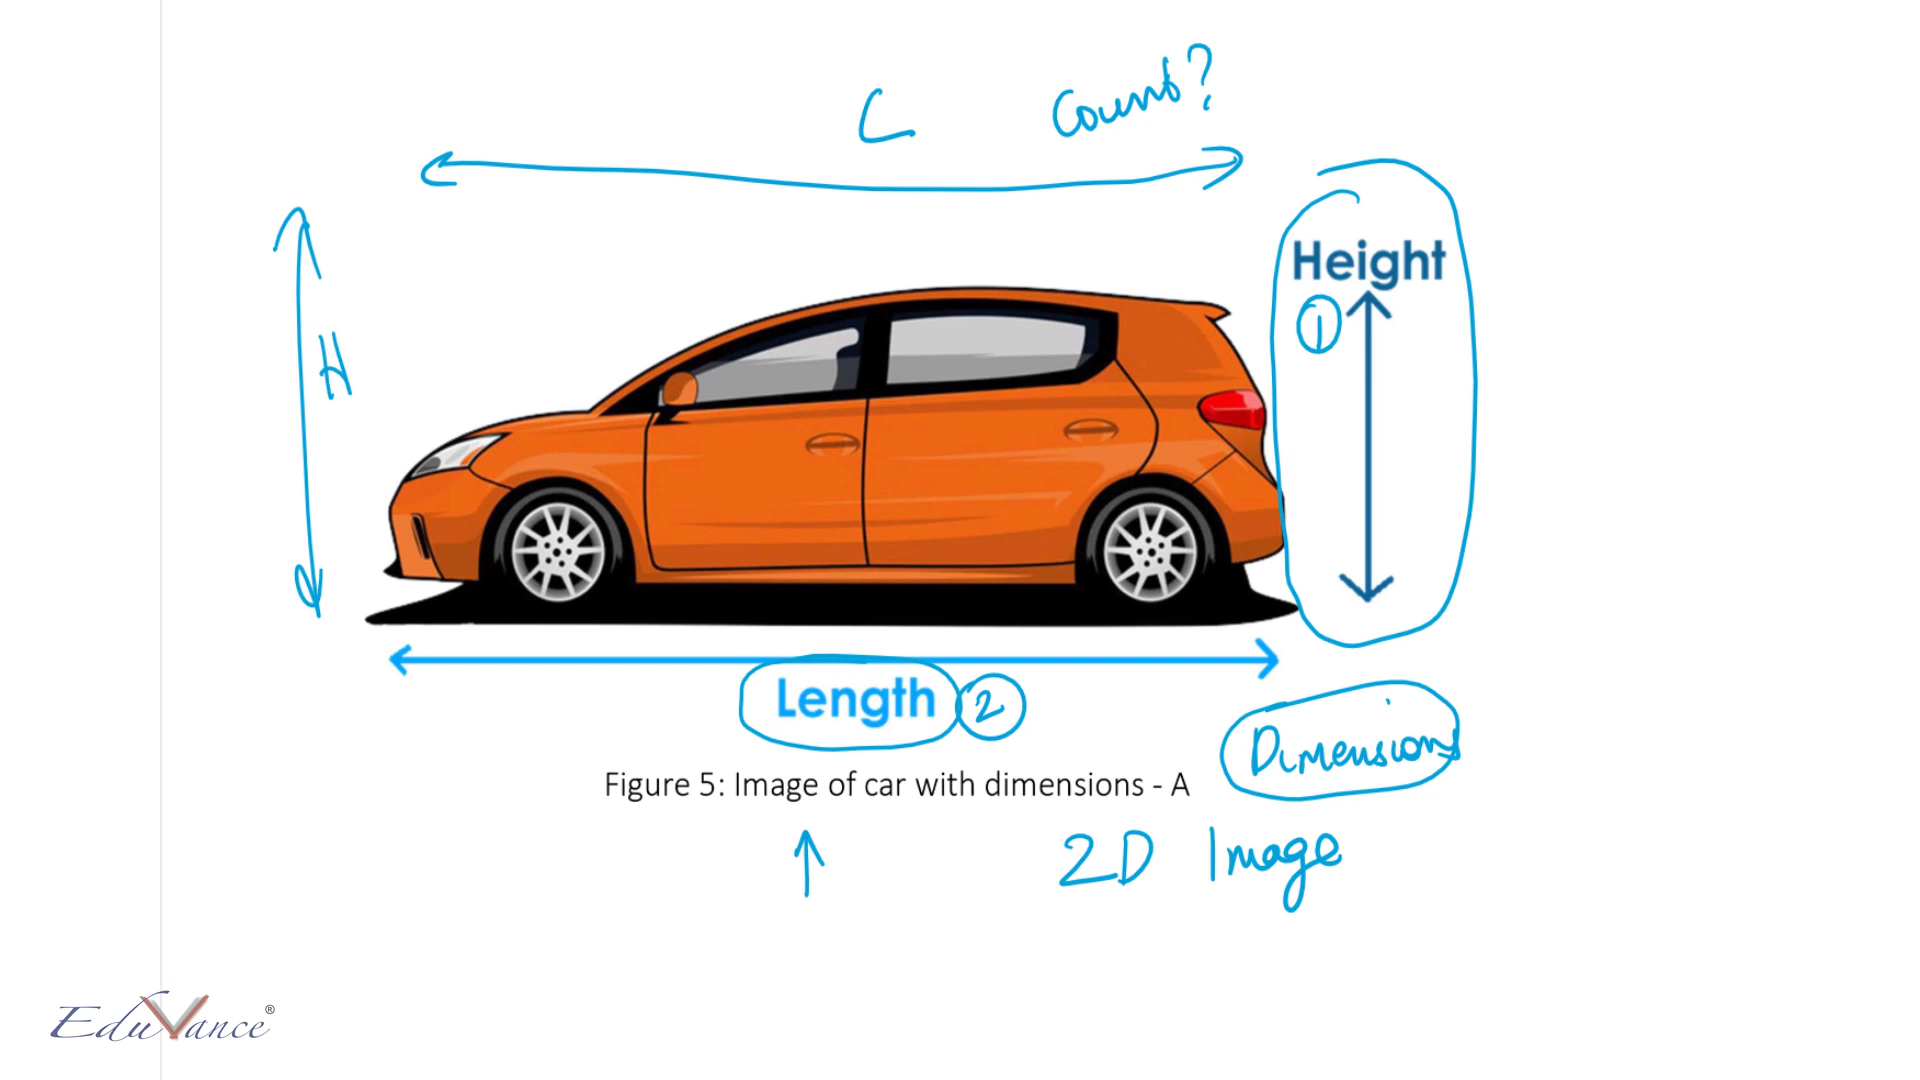 Count?
L
Height
1
H
Length 2
Dimensions
Figure 5: Image of car with dimensions - A
2D Image
EduVance®